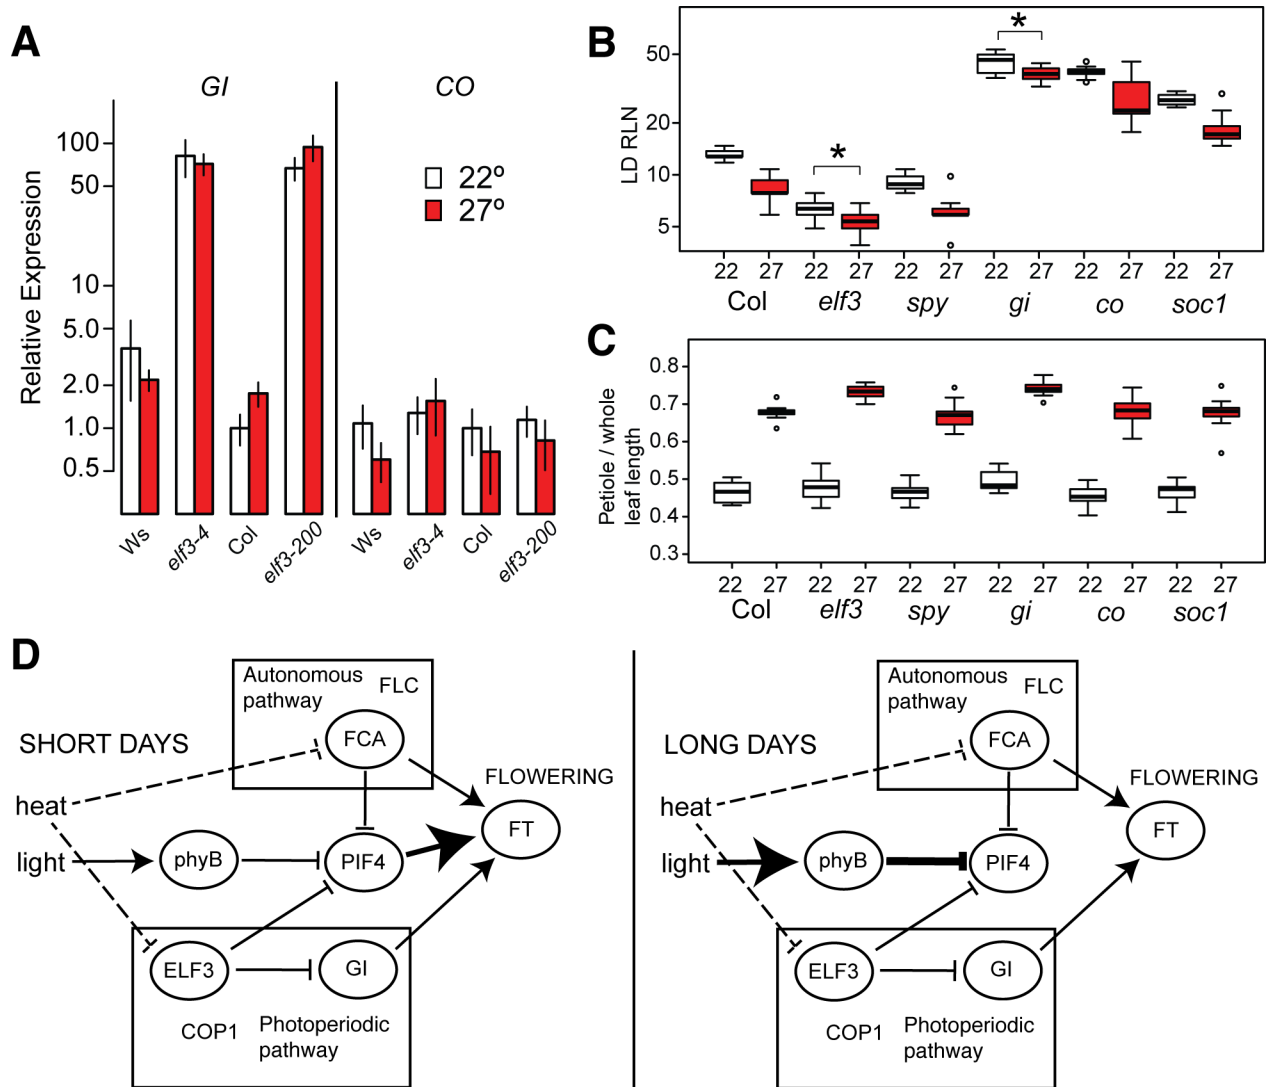 A
GI
CO
Relative Expression
100
50
10
5.0
2.0
1.0
0.5
22º
27º
Ws
elf3-4
Col
elf3-200
Ws
elf3-4
Col
elf3-200
B
LD RLN
50
20
10
5
*
*
22 27 22 27 22 27 22 27 22 27 22 27
Col elf3 spy gi co soc1
C
Petiole / whole
leaf length
0.8
0.7
0.6
0.5
0.4
0.3
22 27 22 27 22 27 22 27 22 27 22 27
Col elf3 spy gi co soc1
D
SHORT DAYS
Autonomous
pathway
FLC
FCA
heat
light
phyB
PIF4
FLOWERING
FT
ELF3
GI
COP1
Photoperiodic
pathway
LONG DAYS
Autonomous
pathway
FLC
FCA
heat
light
phyB
PIF4
FLOWERING
FT
ELF3
GI
COP1
Photoperiodic
pathway